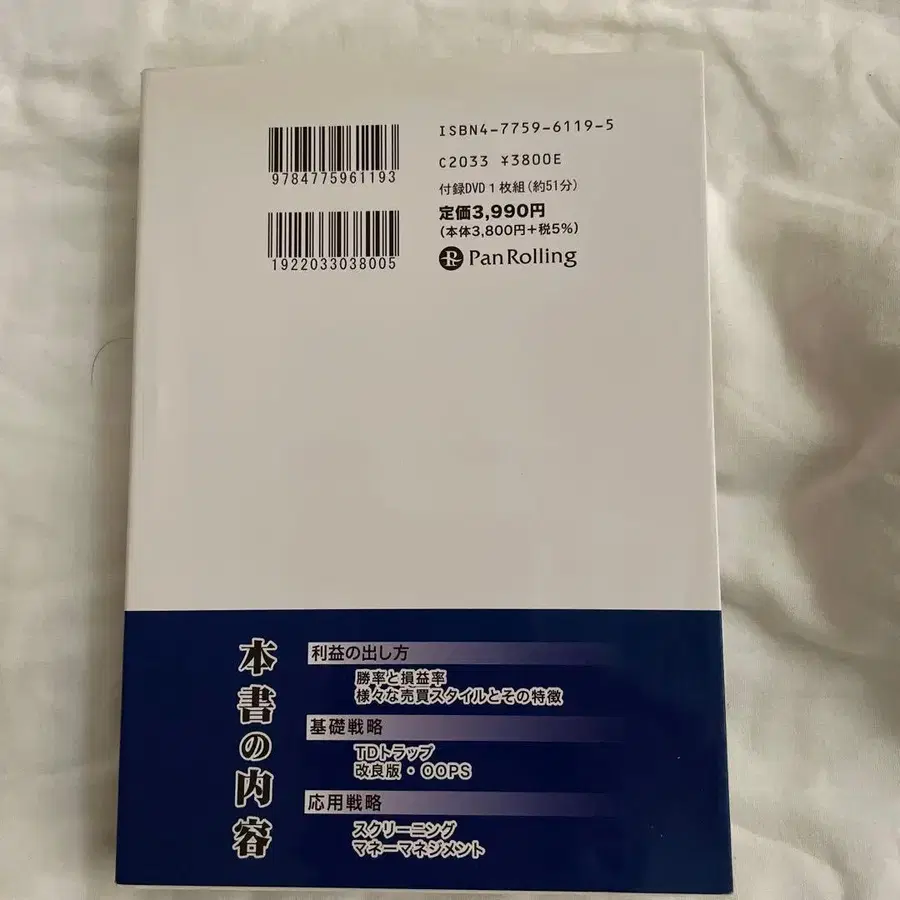 ISBN4-7759-6119-5
9784775961193
C2033 ¥3800E
付録DVD1枚組(約51分)
定価3,990円
(本体3,800円+税5%)
1922033038005
PanRolling
本書の内容
利益の出し方
勝率と損益率
様々な売買スタイルとその特徴
基礎戦略
TDトラップ
改良版・OOPS
応用戦略
スクリーニング
マネーマネジメント